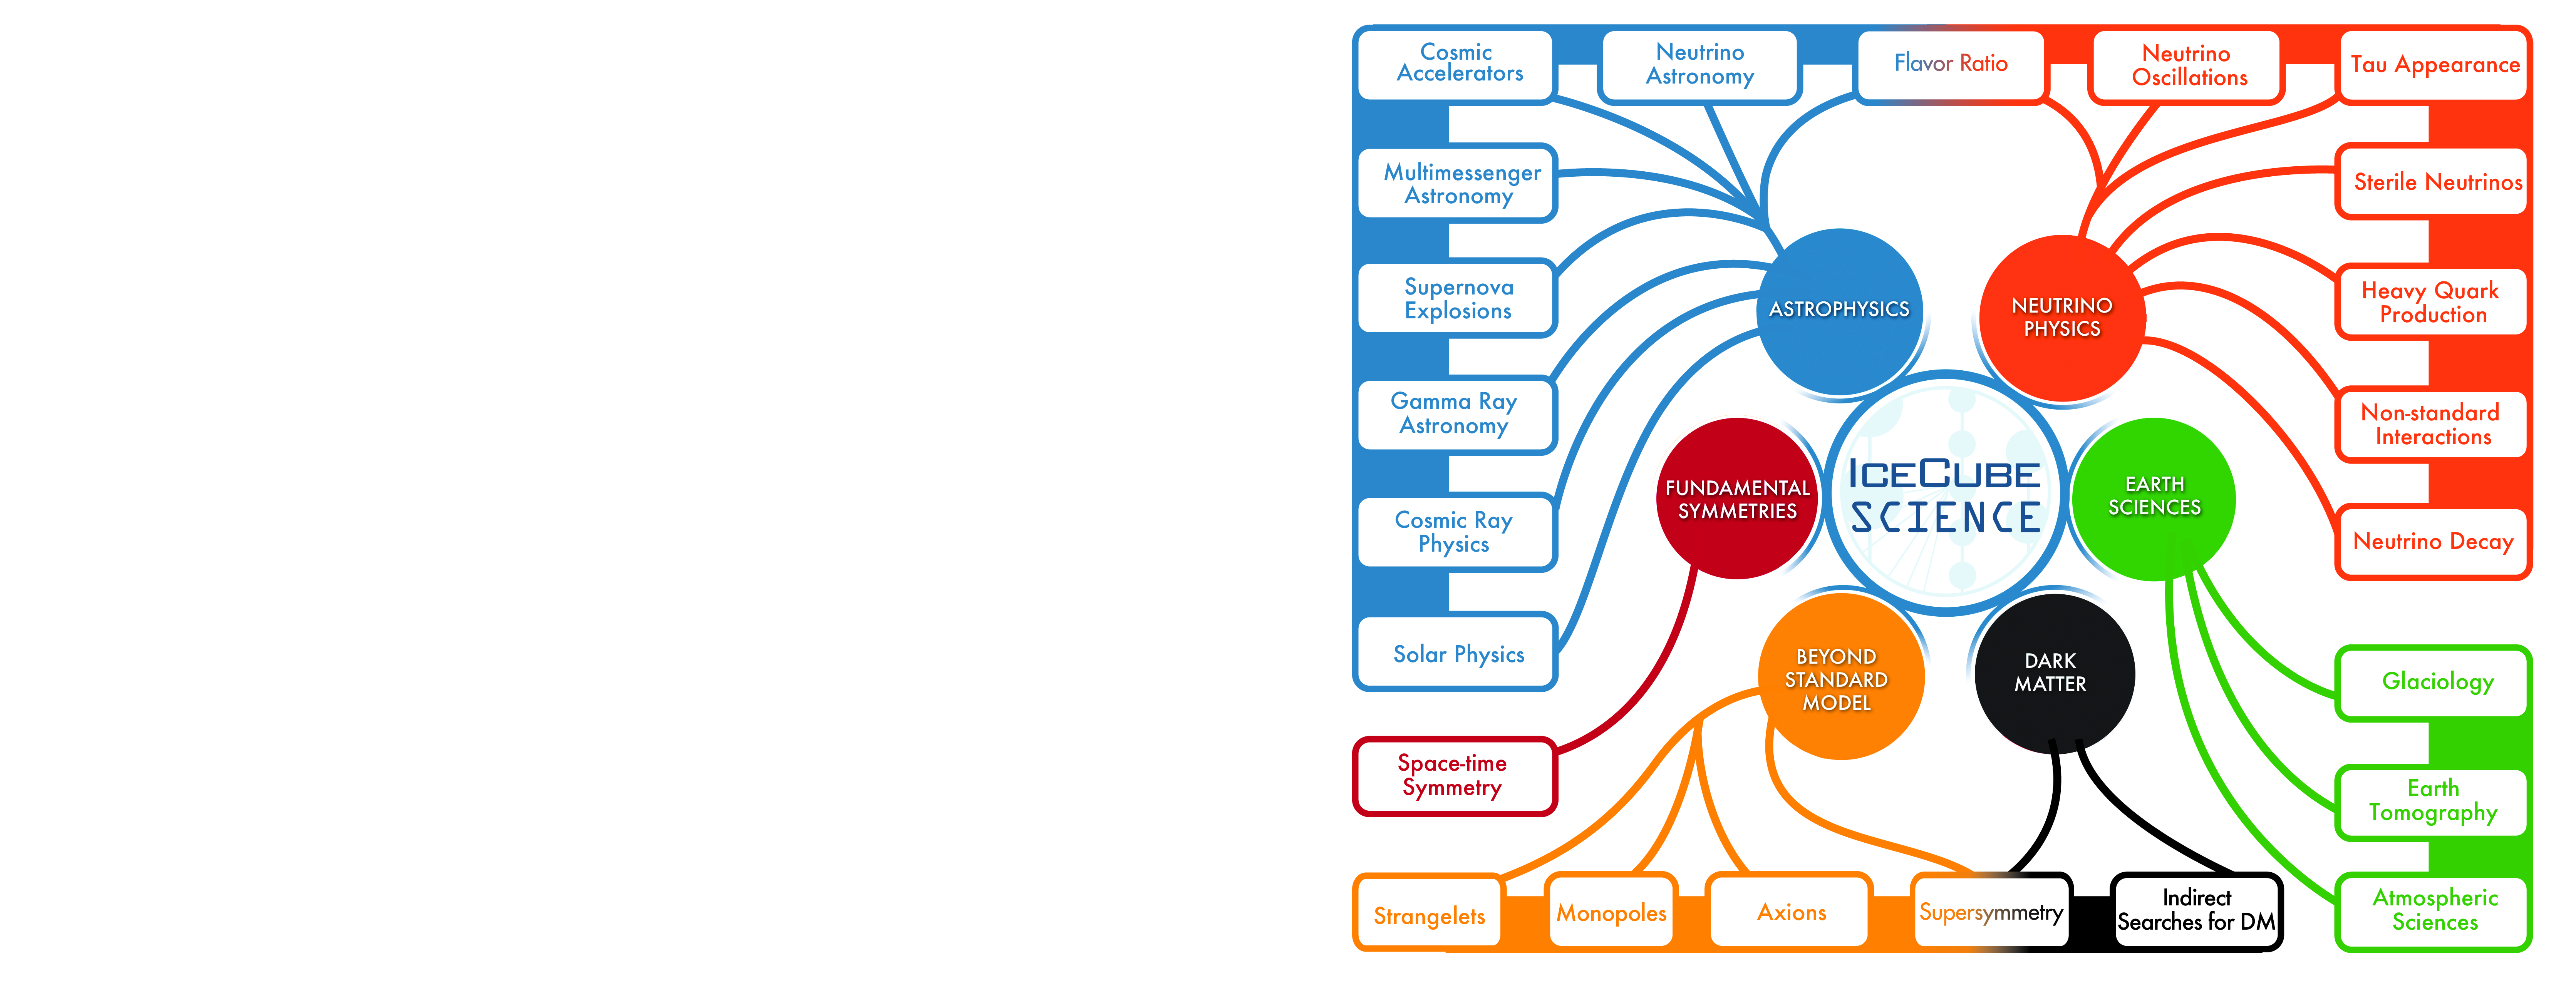 Cosmic
Accelerators
Neutrino
Astronomy
Flavor Ratio
Neutrino
Oscillations
Tau Appearance
Multimessenger
Astronomy
Sterile Neutrinos
Supernova
Explosions
ASTROPHYSICS
NEUTRINO
PHYSICS
Heavy Quark
Production
Gamma Ray
Astronomy
Non-standard
Interactions
FUNDAMENTAL
SYMMETRIES
ICECUBE
SCIENCE
EARTH
SCIENCES
Cosmic Ray
Physics
Neutrino Decay
Solar Physics
BEYOND
STANDARD
MODEL
DARK
MATTER
Glaciology
Space-time
Symmetry
Earth
Tomography
Strangelets
Monopoles
Axions
Supersymmetry
Indirect
Searches for DM
Atmospheric
Sciences